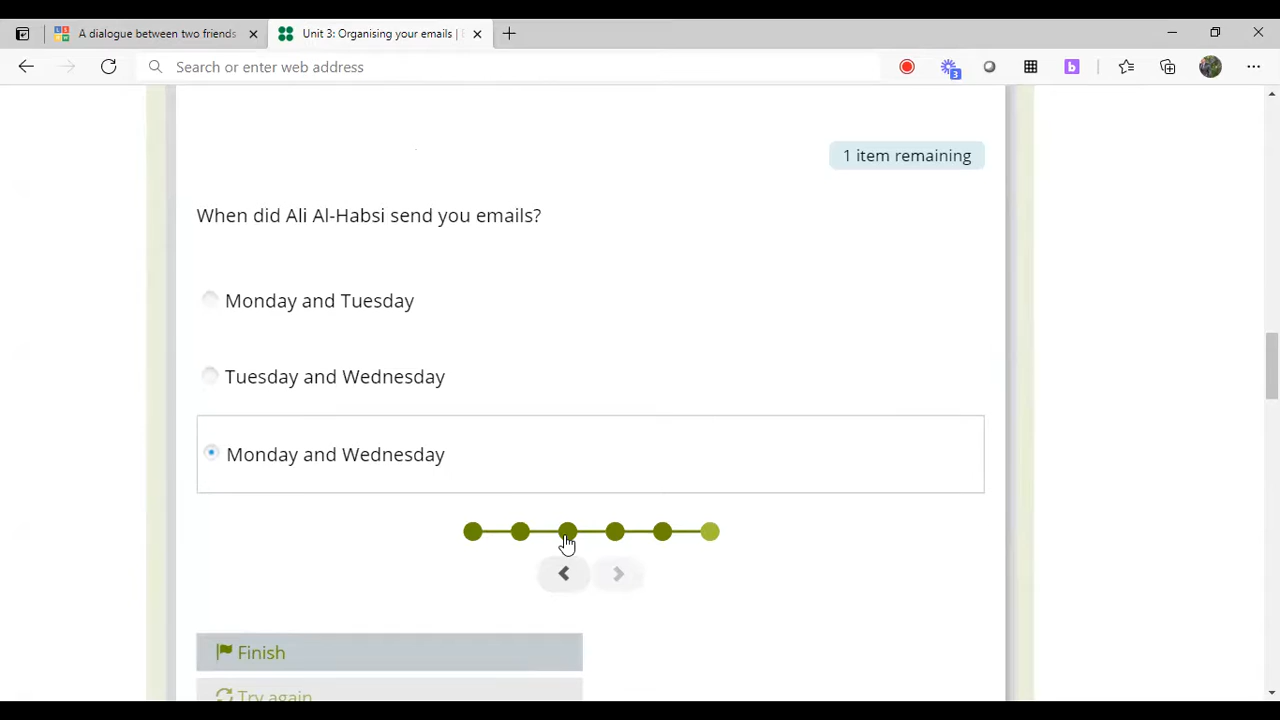 A dialogue between two friends
Unit 3: Organising your emails |
Search or enter web address
3
b
1 item remaining
When did Ali Al-Habsi send you emails?
Monday and Tuesday
Tuesday and Wednesday
Monday and Wednesday
Finish
Try again